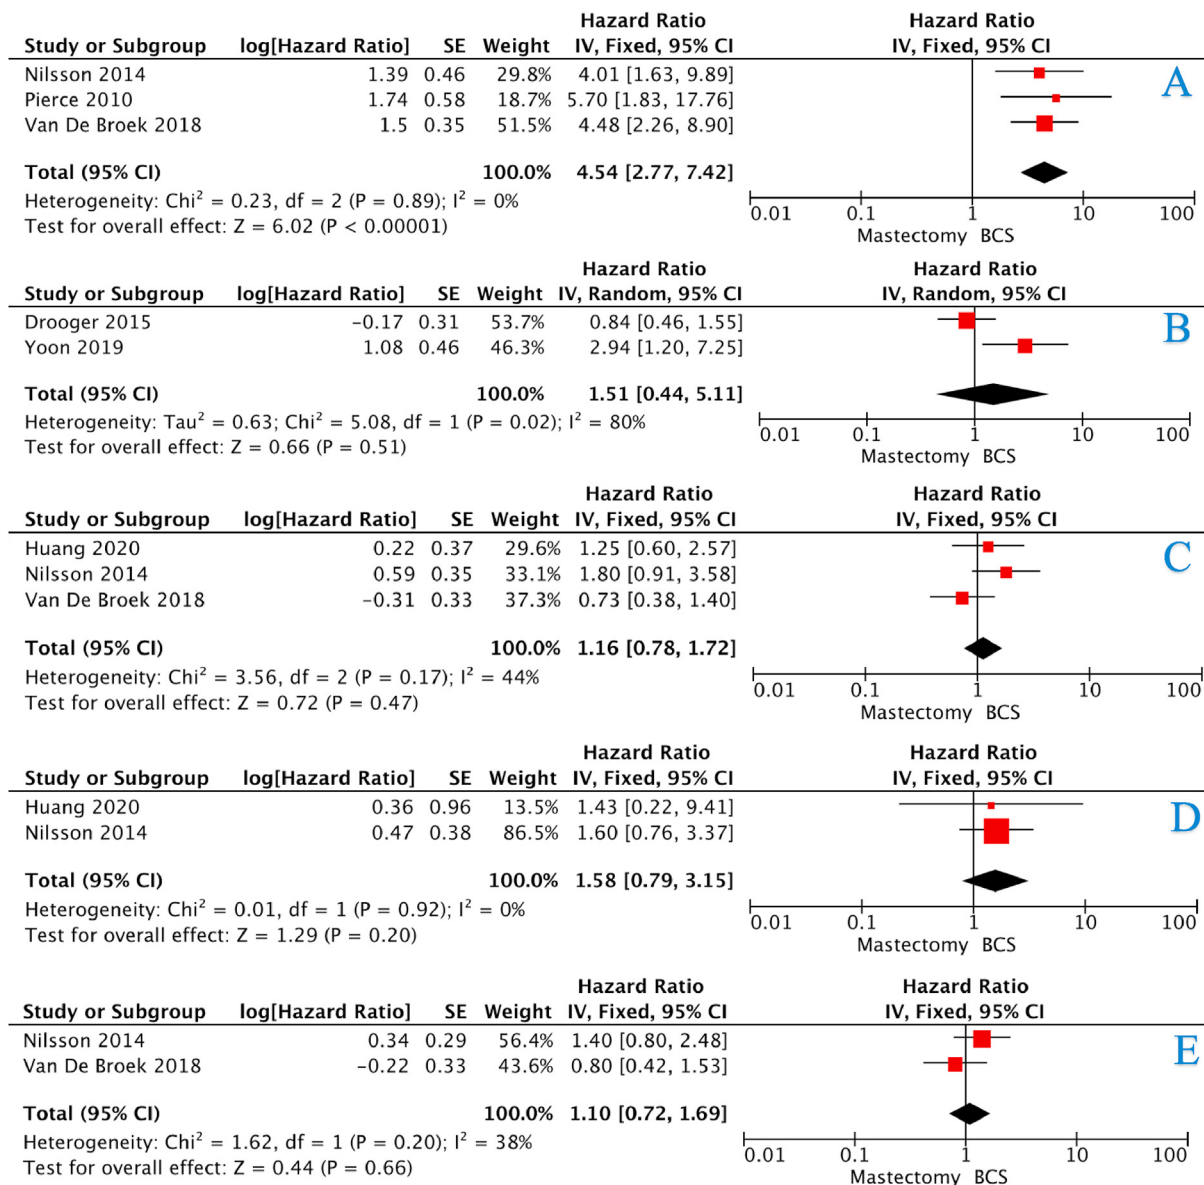 Hazard Ratio Hazard Ratio
Study or Subgroup log[Hazard Ratio] SE Weight IV, Fixed, 95% CI IV, Fixed, 95% CI
Nilsson 2014 1.39 0.46 29.8% 4.01 [1.63, 9.89]
Pierce 2010 1.74 0.58 18.7% 5.70 [1.83, 17.76]
Van De Broek 2018 1.5 0.35 51.5% 4.48 [2.26, 8.90]
A
Total (95% CI) 100.0% 4.54 [2.77, 7.42]
Heterogeneity: Chi² = 0.23, df = 2 (P = 0.89); I² = 0%
Test for overall effect: Z = 6.02 (P < 0.00001)
0.01 0.1 1 10 100
Mastectomy BCS
Hazard Ratio Hazard Ratio
Study or Subgroup log[Hazard Ratio] SE Weight IV, Random, 95% CI IV, Random, 95% CI
Drooger 2015 −0.17 0.31 53.7% 0.84 [0.46, 1.55]
Yoon 2019 1.08 0.46 46.3% 2.94 [1.20, 7.25]
B
Total (95% CI) 100.0% 1.51 [0.44, 5.11]
Heterogeneity: Tau² = 0.63; Chi² = 5.08, df = 1 (P = 0.02); I² = 80%
Test for overall effect: Z = 0.66 (P = 0.51)
0.01 0.1 1 10 100
Mastectomy BCS
Hazard Ratio Hazard Ratio
Study or Subgroup log[Hazard Ratio] SE Weight IV, Fixed, 95% CI IV, Fixed, 95% CI
Huang 2020 0.22 0.37 29.6% 1.25 [0.60, 2.57]
Nilsson 2014 0.59 0.35 33.1% 1.80 [0.91, 3.58]
Van De Broek 2018 −0.31 0.33 37.3% 0.73 [0.38, 1.40]
C
Total (95% CI) 100.0% 1.16 [0.78, 1.72]
Heterogeneity: Chi² = 3.56, df = 2 (P = 0.17); I² = 44%
Test for overall effect: Z = 0.72 (P = 0.47)
0.01 0.1 1 10 100
Mastectomy BCS
Hazard Ratio Hazard Ratio
Study or Subgroup log[Hazard Ratio] SE Weight IV, Fixed, 95% CI IV, Fixed, 95% CI
Huang 2020 0.36 0.96 13.5% 1.43 [0.22, 9.41]
Nilsson 2014 0.47 0.38 86.5% 1.60 [0.76, 3.37]
D
Total (95% CI) 100.0% 1.58 [0.79, 3.15]
Heterogeneity: Chi² = 0.01, df = 1 (P = 0.92); I² = 0%
Test for overall effect: Z = 1.29 (P = 0.20)
0.01 0.1 1 10 100
Mastectomy BCS
Hazard Ratio Hazard Ratio
Study or Subgroup log[Hazard Ratio] SE Weight IV, Fixed, 95% CI IV, Fixed, 95% CI
Nilsson 2014 0.34 0.29 56.4% 1.40 [0.80, 2.48]
Van De Broek 2018 −0.22 0.33 43.6% 0.80 [0.42, 1.53]
E
Total (95% CI) 100.0% 1.10 [0.72, 1.69]
Heterogeneity: Chi² = 1.62, df = 1 (P = 0.20); I² = 38%
Test for overall effect: Z = 0.44 (P = 0.66)
0.01 0.1 1 10 100
Mastectomy BCS